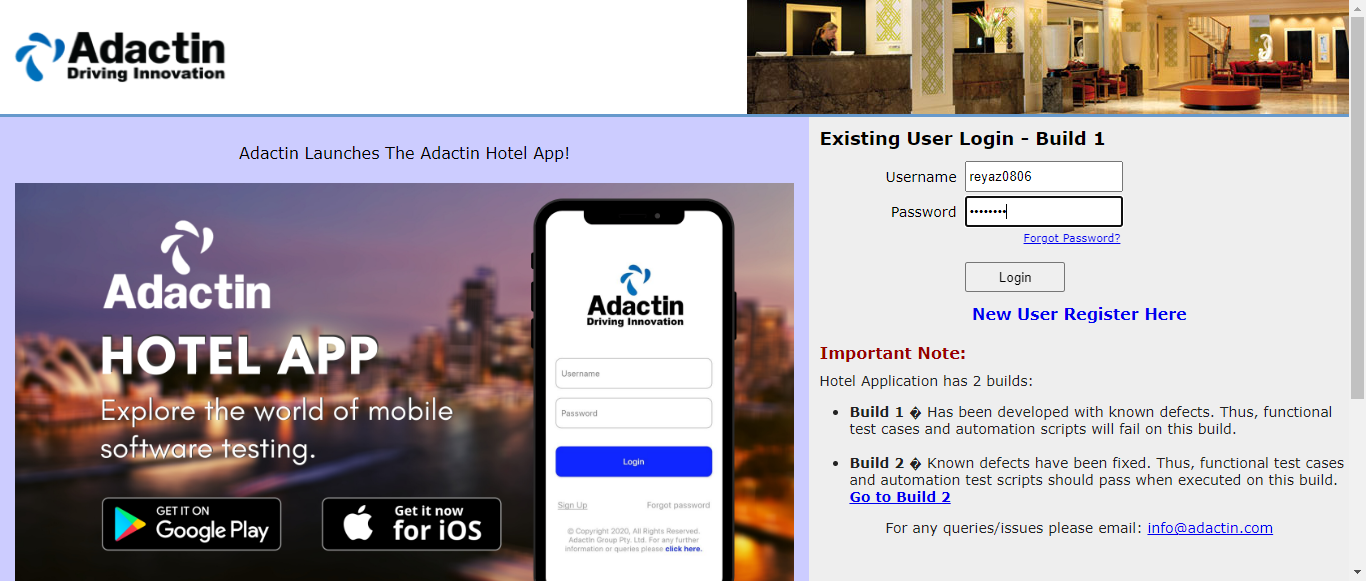 Adactin
Driving Innovation
Adactin Launches The Adactin Hotel App!
Adactin
HOTEL APP
Explore the world of mobile
software testing.
GET IT ON
Google Play
Get it now
for iOS
Adactin
Driving Innovation
Username
Password
Login
Sign Up Forgot password
© Copyright 2020, All Rights Reserved.
Adactin Group Pty. Ltd. For any further
information or queries please click here.
Existing User Login - Build 1
Username reyaz0806
Password ••••••••
Forgot Password?
Login
New User Register Here
Important Note:
Hotel Application has 2 builds:
• Build 1 � Has been developed with known defects. Thus, functional
test cases and automation scripts will fail on this build.
• Build 2 � Known defects have been fixed. Thus, functional test cases
and automation test scripts should pass when executed on this build.
Go to Build 2
For any queries/issues please email: info@adactin.com